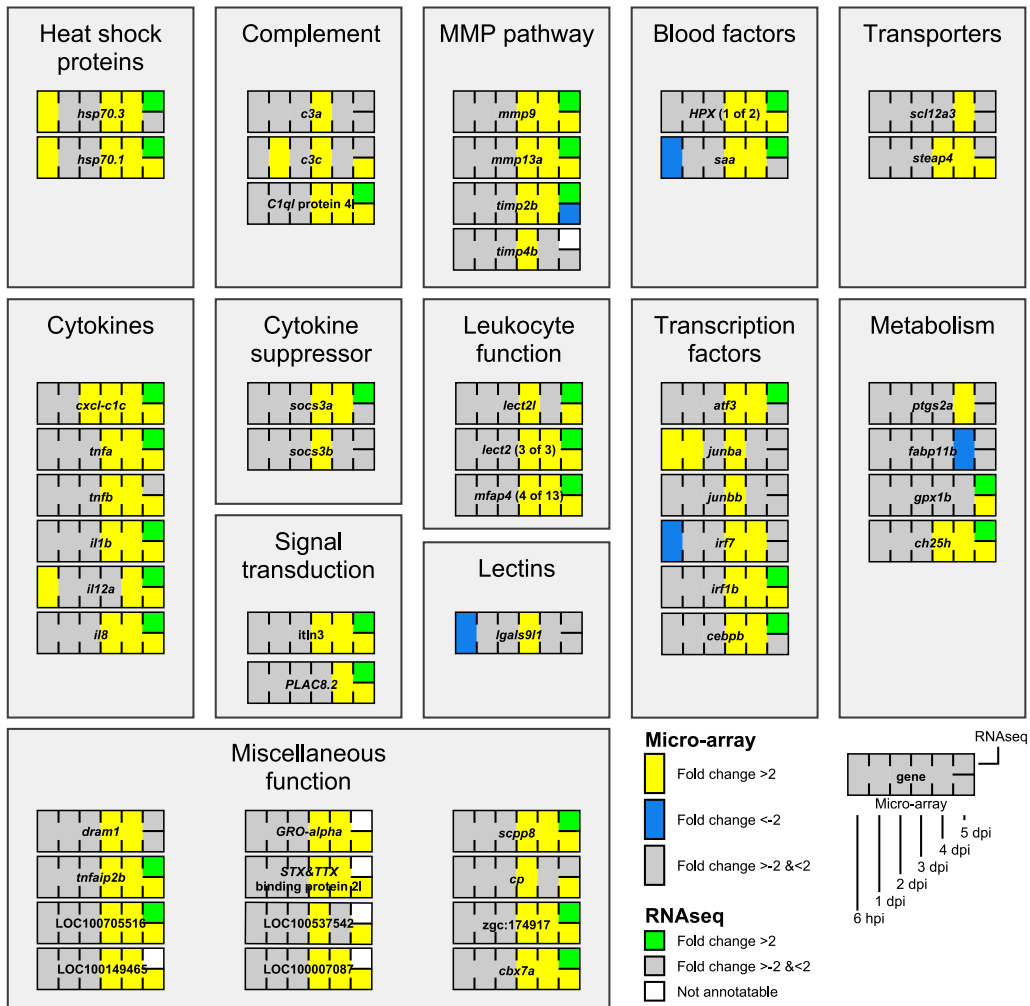 Heat shock
proteins
hsp70.3
hsp70.1
Complement
c3a
c3c
C1ql protein 4l
MMP pathway
mmp9
mmp13a
timp2b
timp4b
Blood factors
HPX (1 of 2)
saa
Transporters
scl12a3
steap4
Cytokines
cxcl-c1c
tnfa
tnfb
il1b
il12a
il8
Cytokine
suppressor
socs3a
socs3b
Signal
transduction
itln3
PLAC8.2
Leukocyte
function
lect2l
lect2 (3 of 3)
mfap4 (4 of 13)
Lectins
lgals9l1
Transcription
factors
atf3
junba
junbb
irf7
irf1b
cebpb
Metabolism
ptgs2a
fabp11b
gpx1b
ch25h
Miscellaneous
function
dram1
tnfaip2b
LOC100705516
LOC100149465
GRO-alpha
STX&TTX
binding protein 2l
LOC100537542
LOC100007087
scpp8
cp
zgc:174917
cbx7a
Micro-array
Fold change >2
Fold change <-2
Fold change >-2 &<2
RNAseq
Fold change >2
Fold change >-2 &<2
Not annotatable
RNAseq
gene
Micro-array
5 dpi
4 dpi
3 dpi
2 dpi
1 dpi
6 hpi